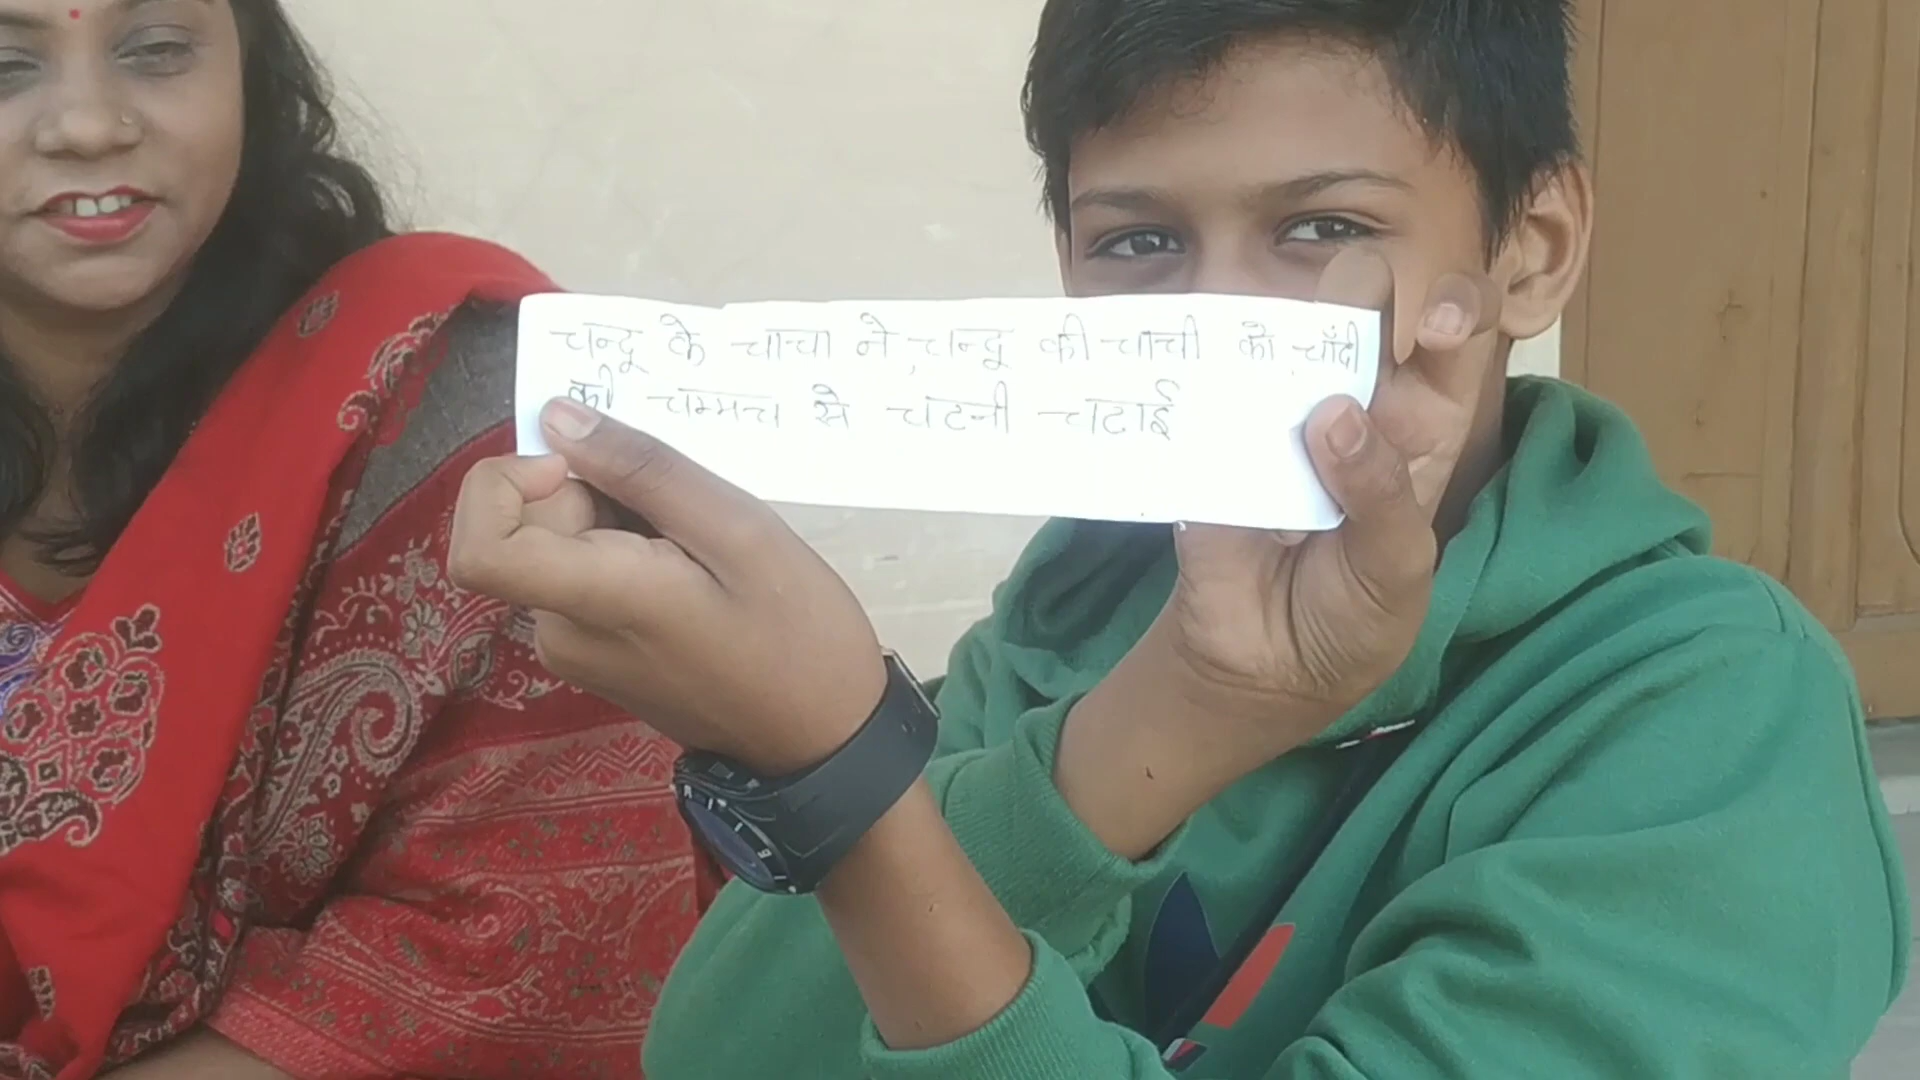 चन्दू के चाचा ने, चन्दू की चाची को चाँदी
की चम्मच से चटनी चटाई